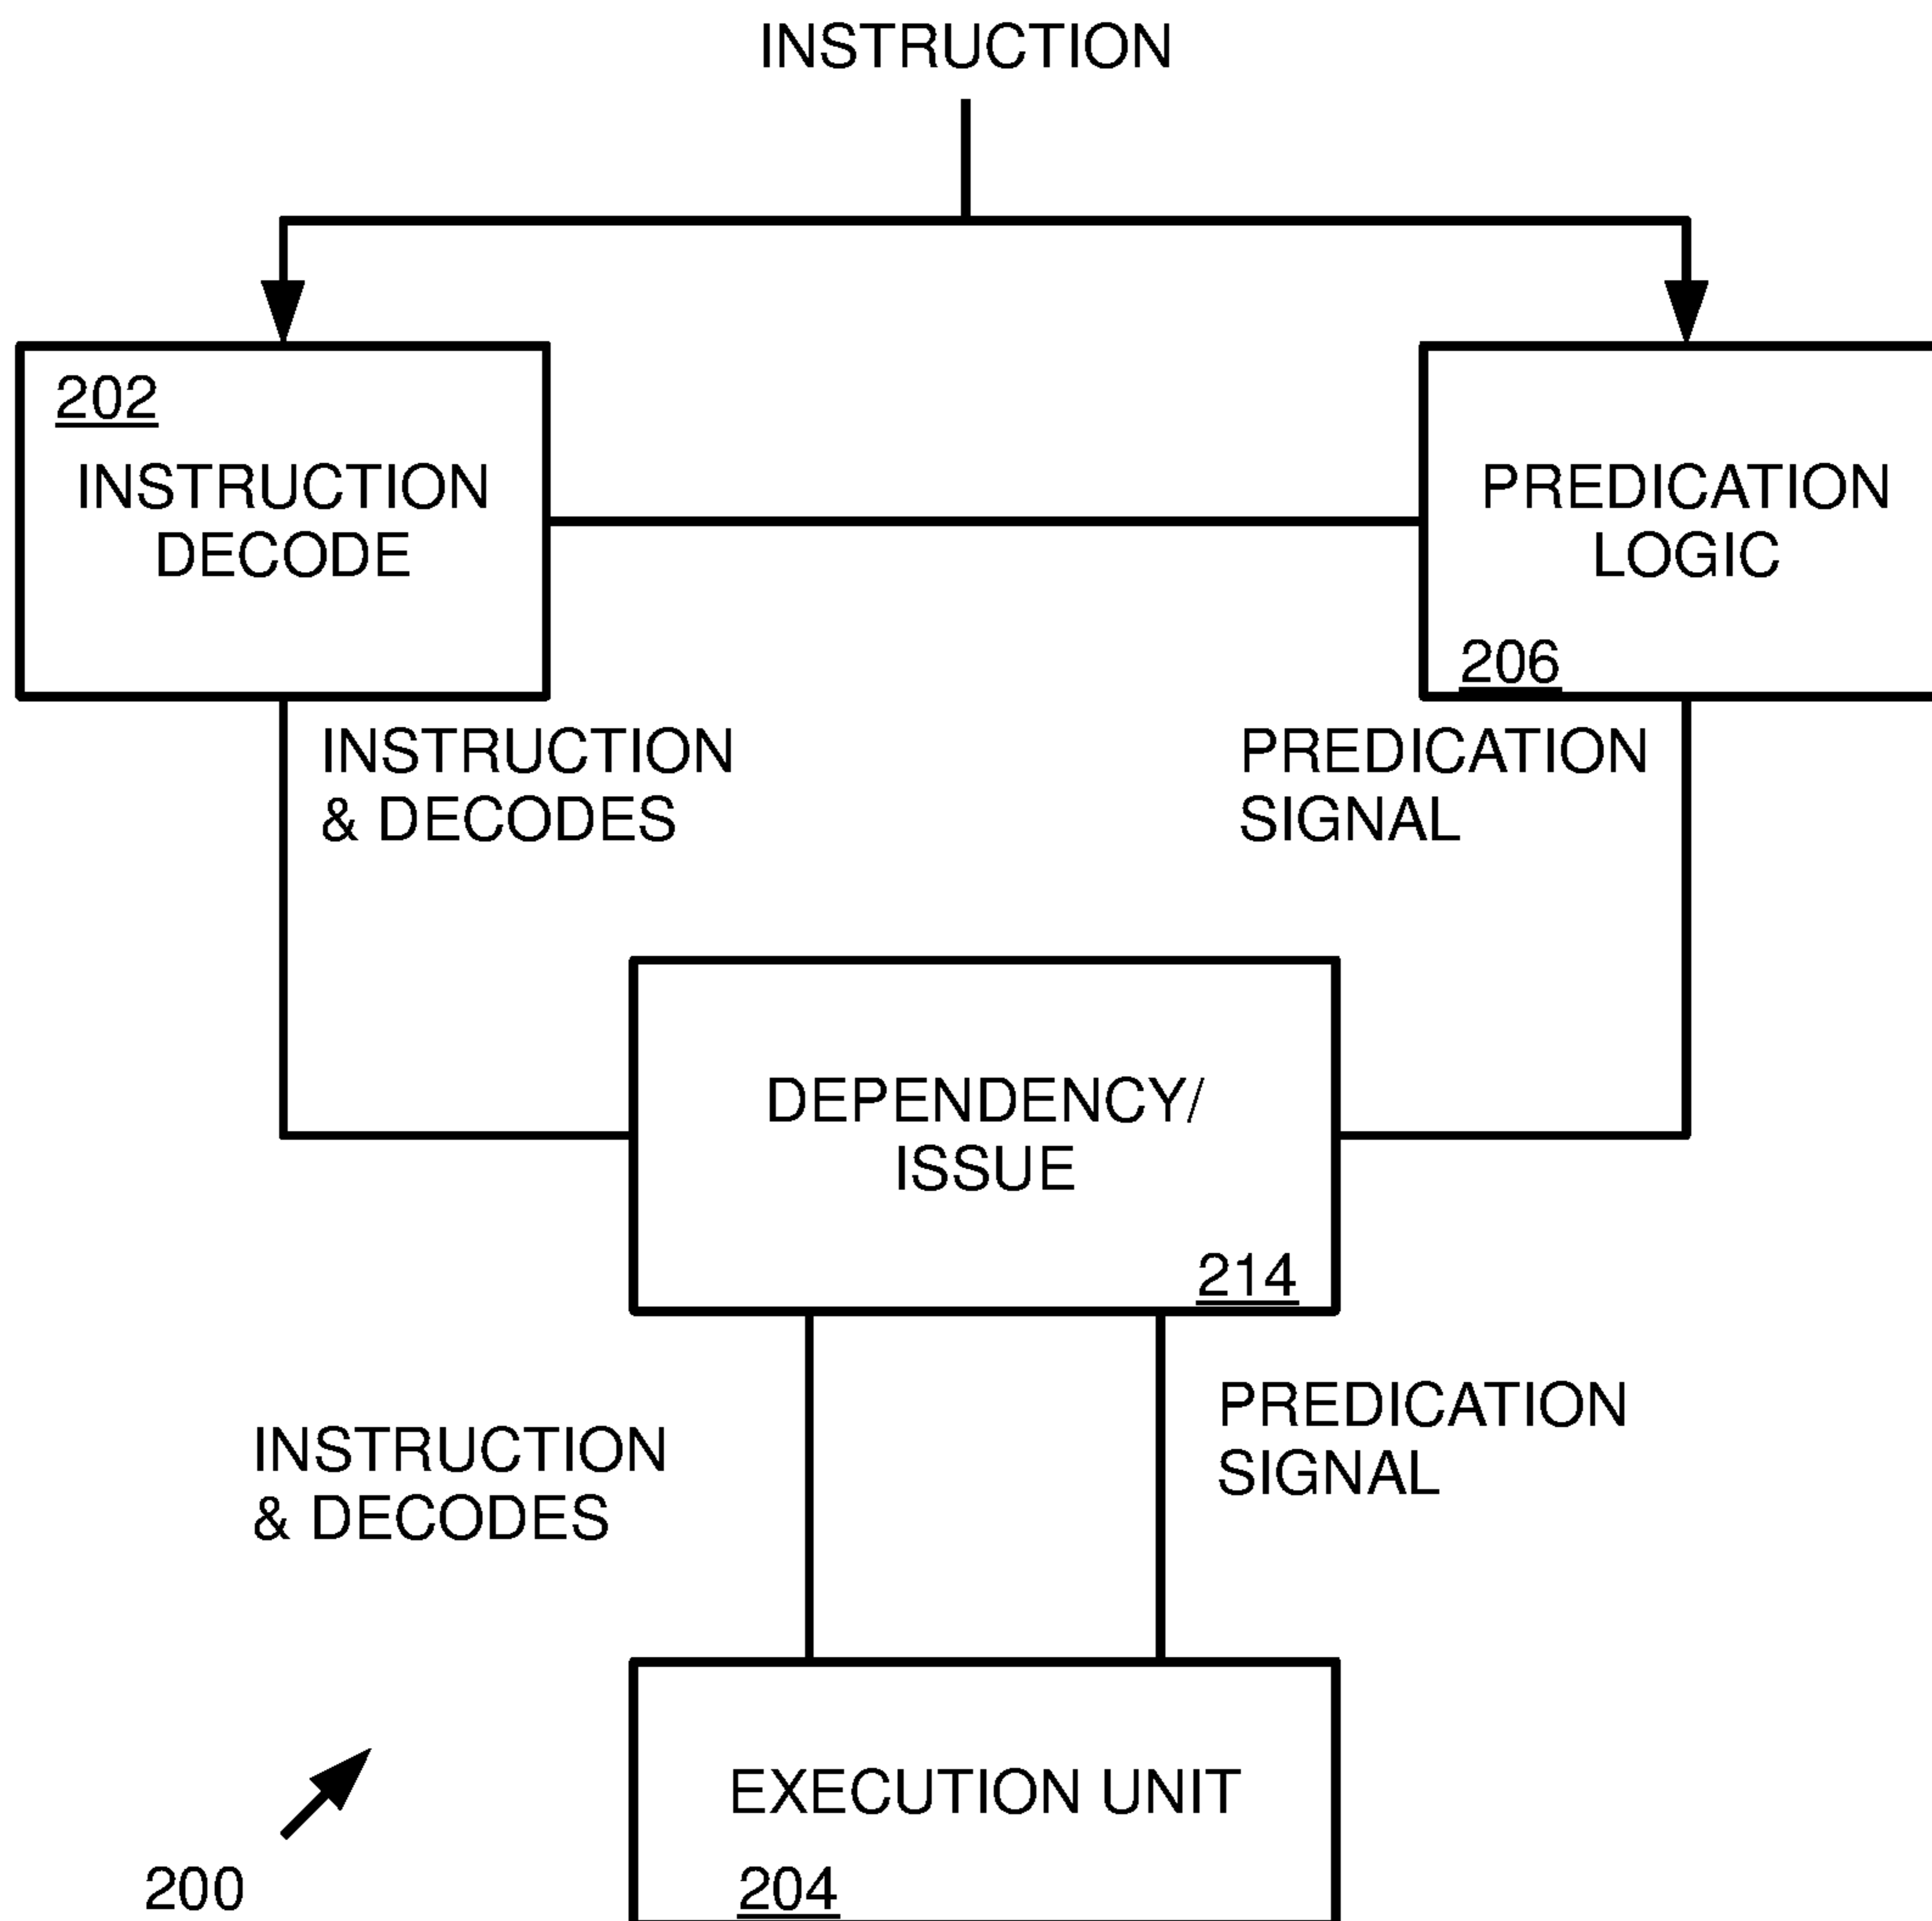 INSTRUCTION
202
INSTRUCTION
DECODE
PREDICATION
LOGIC
206
INSTRUCTION
& DECODES
PREDICATION
SIGNAL
DEPENDENCY/
ISSUE
214
INSTRUCTION
& DECODES
PREDICATION
SIGNAL
EXECUTION UNIT
204
200